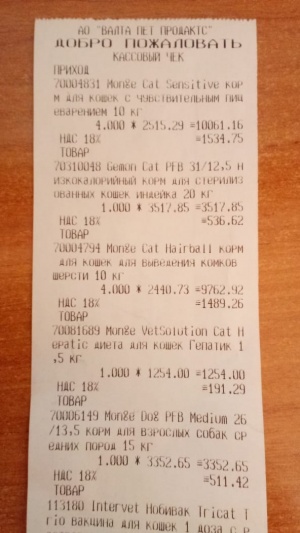 АО "ВАЛТА ПЕТ ПРОДАКТС"
ДОБРО ПОЖАЛОВАТЬ
КАССОВЫЙ ЧЕК
ПРИХОД
70004831 Monge Cat Sensitive кор
м для кошек с чувствительным пищ
еварением 10 кг
4.000 * 2515.29 =10061.16
НДС 18% =1534.75
ТОВАР
70310048 Gemon Cat PFB 31/12,5 н
изкокалорийный корм для стерилиз
ованных кошек индейка 20 кг
1.000 * 3517.85 =3517.85
НДС 18% =536.62
ТОВАР
70004794 Monge Cat Hairball корм
для кошек для выведения комков
шерсти 10 кг
4.000 * 2440.73 =9762.92
НДС 18% =1489.26
ТОВАР
70081689 Monge VetSolution Cat H
epatic диета для кошек Гепатик 1
,5 кг
1.000 * 1254.00 =1254.00
НДС 18% =191.29
ТОВАР
70006149 Monge Dog PFB Medium 26
/13,5 корм для взрослых собак ср
едних пород 15 кг
1.000 * 3352.65 =3352.65
НДС 18% =511.42
ТОВАР
113180 Intervet Нобивак Tricat T
rio вакцина для кошек 1 доза с р